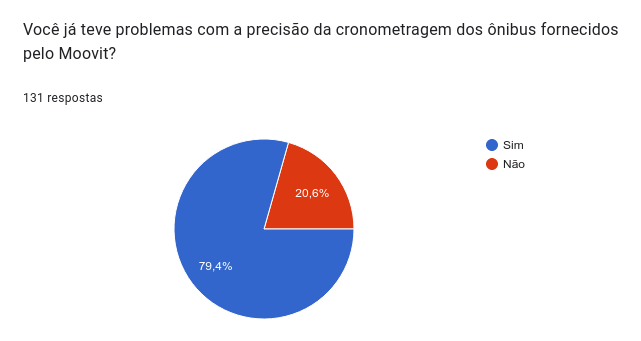 Você já teve problemas com a precisão da cronometragem dos ônibus fornecidos
pelo Moovit?
131 respostas
Sim
Não
20,6%
79,4%